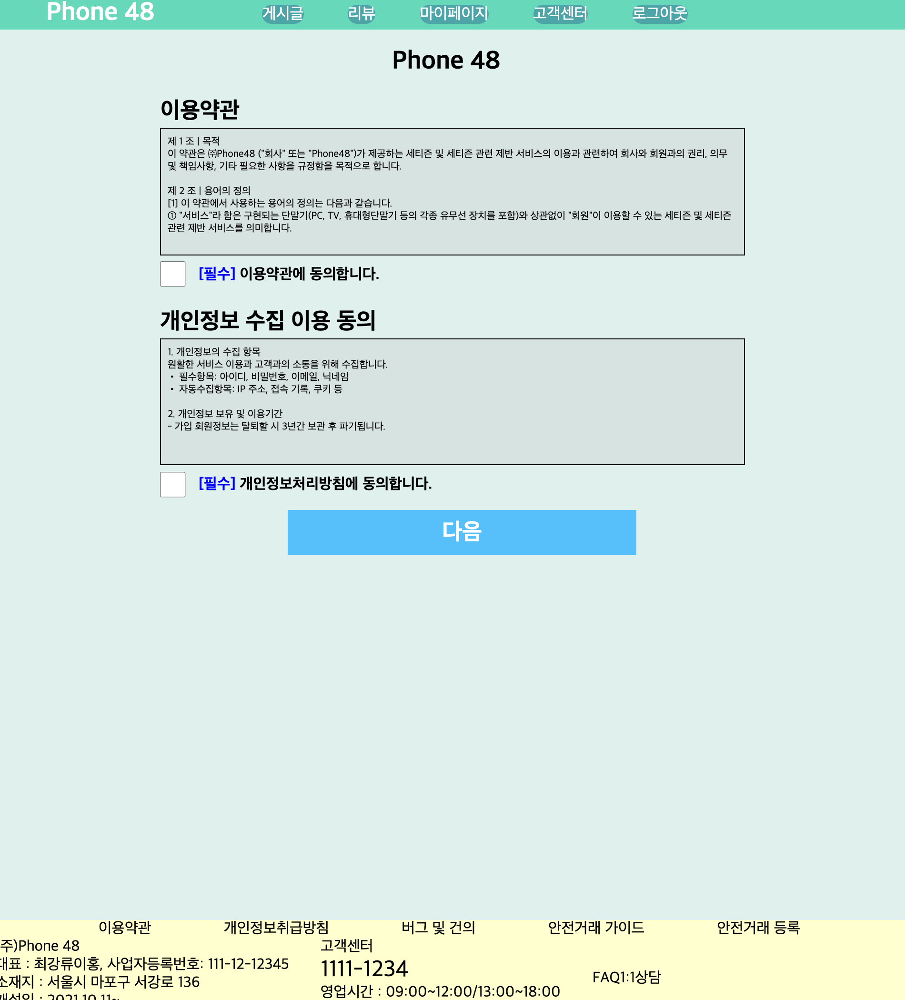 Phone 48
게시글 리뷰 마이페이지 고객센터 로그아웃
Phone 48
이용약관
제 1 조 | 목적
이 약관은 ㈜Phone48 ("회사" 또는 "Phone48")가 제공하는 세티즌 및 세티즌 관련 제반 서비스의 이용과 관련하여 회사와 회원과의 권리, 의무
및 책임사항, 기타 필요한 사항을 규정함을 목적으로 합니다.
제 2 조 | 용어의 정의
[1] 이 약관에서 사용하는 용어의 정의는 다음과 같습니다.
① "서비스"라 함은 구현되는 단말기(PC, TV, 휴대형단말기 등의 각종 유무선 장치를 포함)와 상관없이 "회원"이 이용할 수 있는 세티즌 및 세티즌
관련 제반 서비스를 의미합니다.
[필수] 이용약관에 동의합니다.
개인정보 수집 이용 동의
1. 개인정보의 수집 항목
원활한 서비스 이용과 고객과의 소통을 위해 수집합니다.
• 필수항목: 아이디, 비밀번호, 이메일, 닉네임
• 자동수집항목: IP 주소, 접속 기록, 쿠키 등
2. 개인정보 보유 및 이용기간
- 가입 회원정보는 탈퇴할 시 3년간 보관 후 파기됩니다.
[필수] 개인정보처리방침에 동의합니다.
다음
이용약관 개인정보취급방침 버그 및 건의 안전거래 가이드 안전거래 등록
주)Phone 48
대표 : 최강류이홍, 사업자등록번호: 111-12-12345
소재지 : 서울시 마포구 서강로 136
개설일 : 2021.10.11~
고객센터
1111-1234
영업시간 : 09:00~12:00/13:00~18:00
FAQ1:1상담